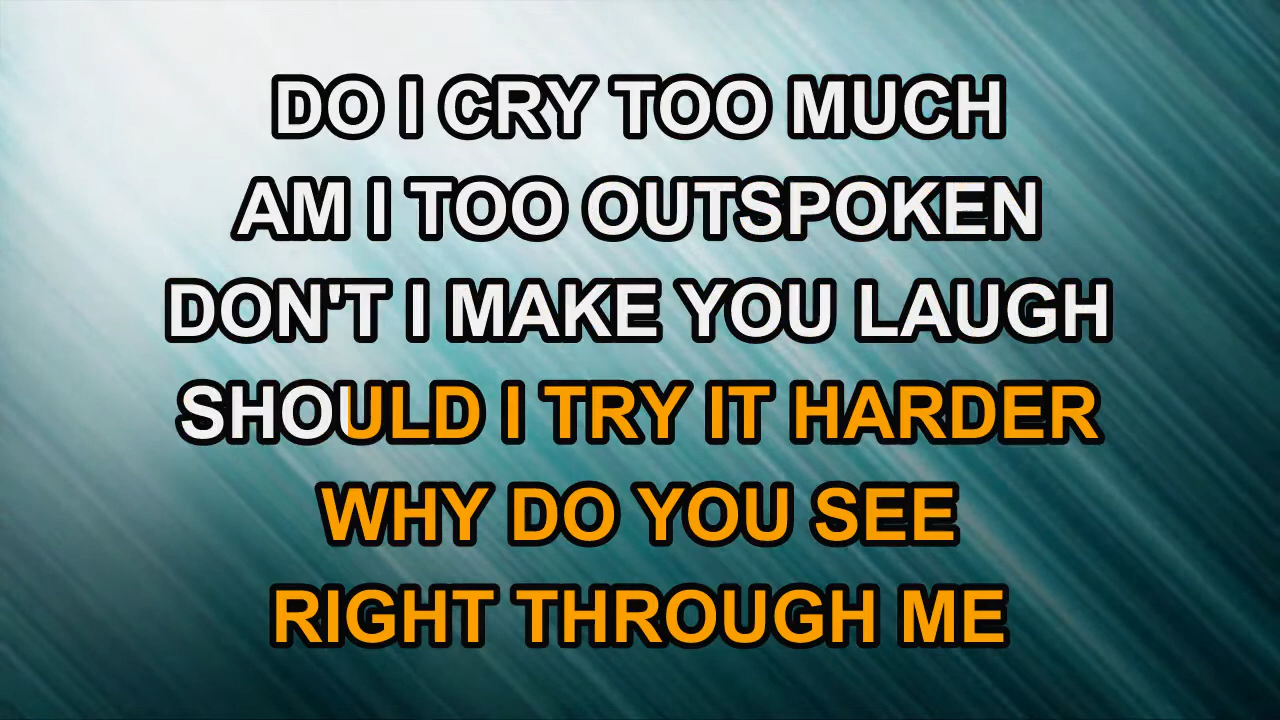 DO I CRY TOO MUCH
AM I TOO OUTSPOKEN
DON'T I MAKE YOU LAUGH
SHOULD I TRY IT HARDER
WHY DO YOU SEE
RIGHT THROUGH ME